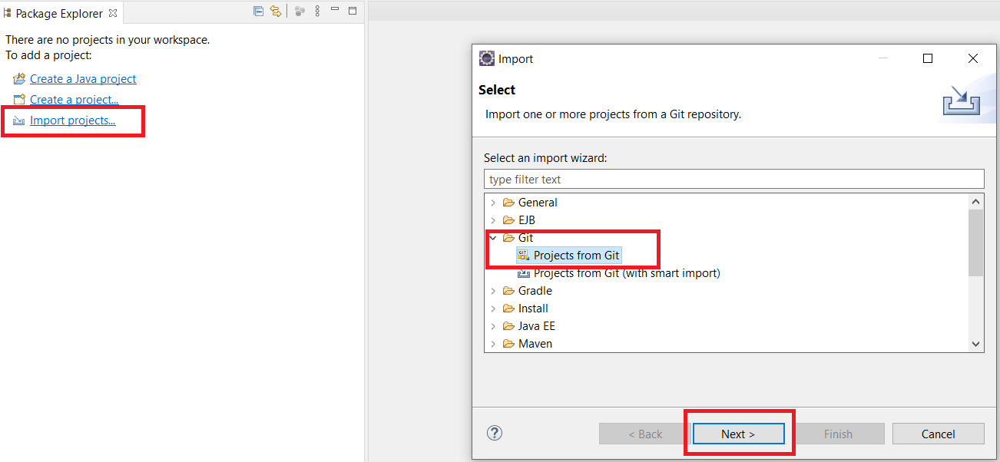 Package Explorer
There are no projects in your workspace.
To add a project:
Create a Java project
Create a project...
Import projects...
Import
Select
Import one or more projects from a Git repository.
Select an import wizard:
type filter text
General
EJB
Git
GIT Projects from Git
Projects from Git (with smart import)
Gradle
Install
Java EE
Maven
? < Back Next > Finish Cancel